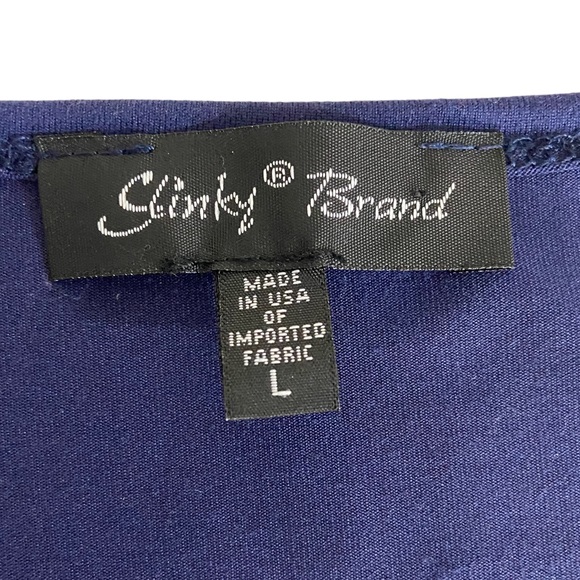 Slinky® Brand
MADE
IN USA
OF
IMPORTED
FABRIC
L